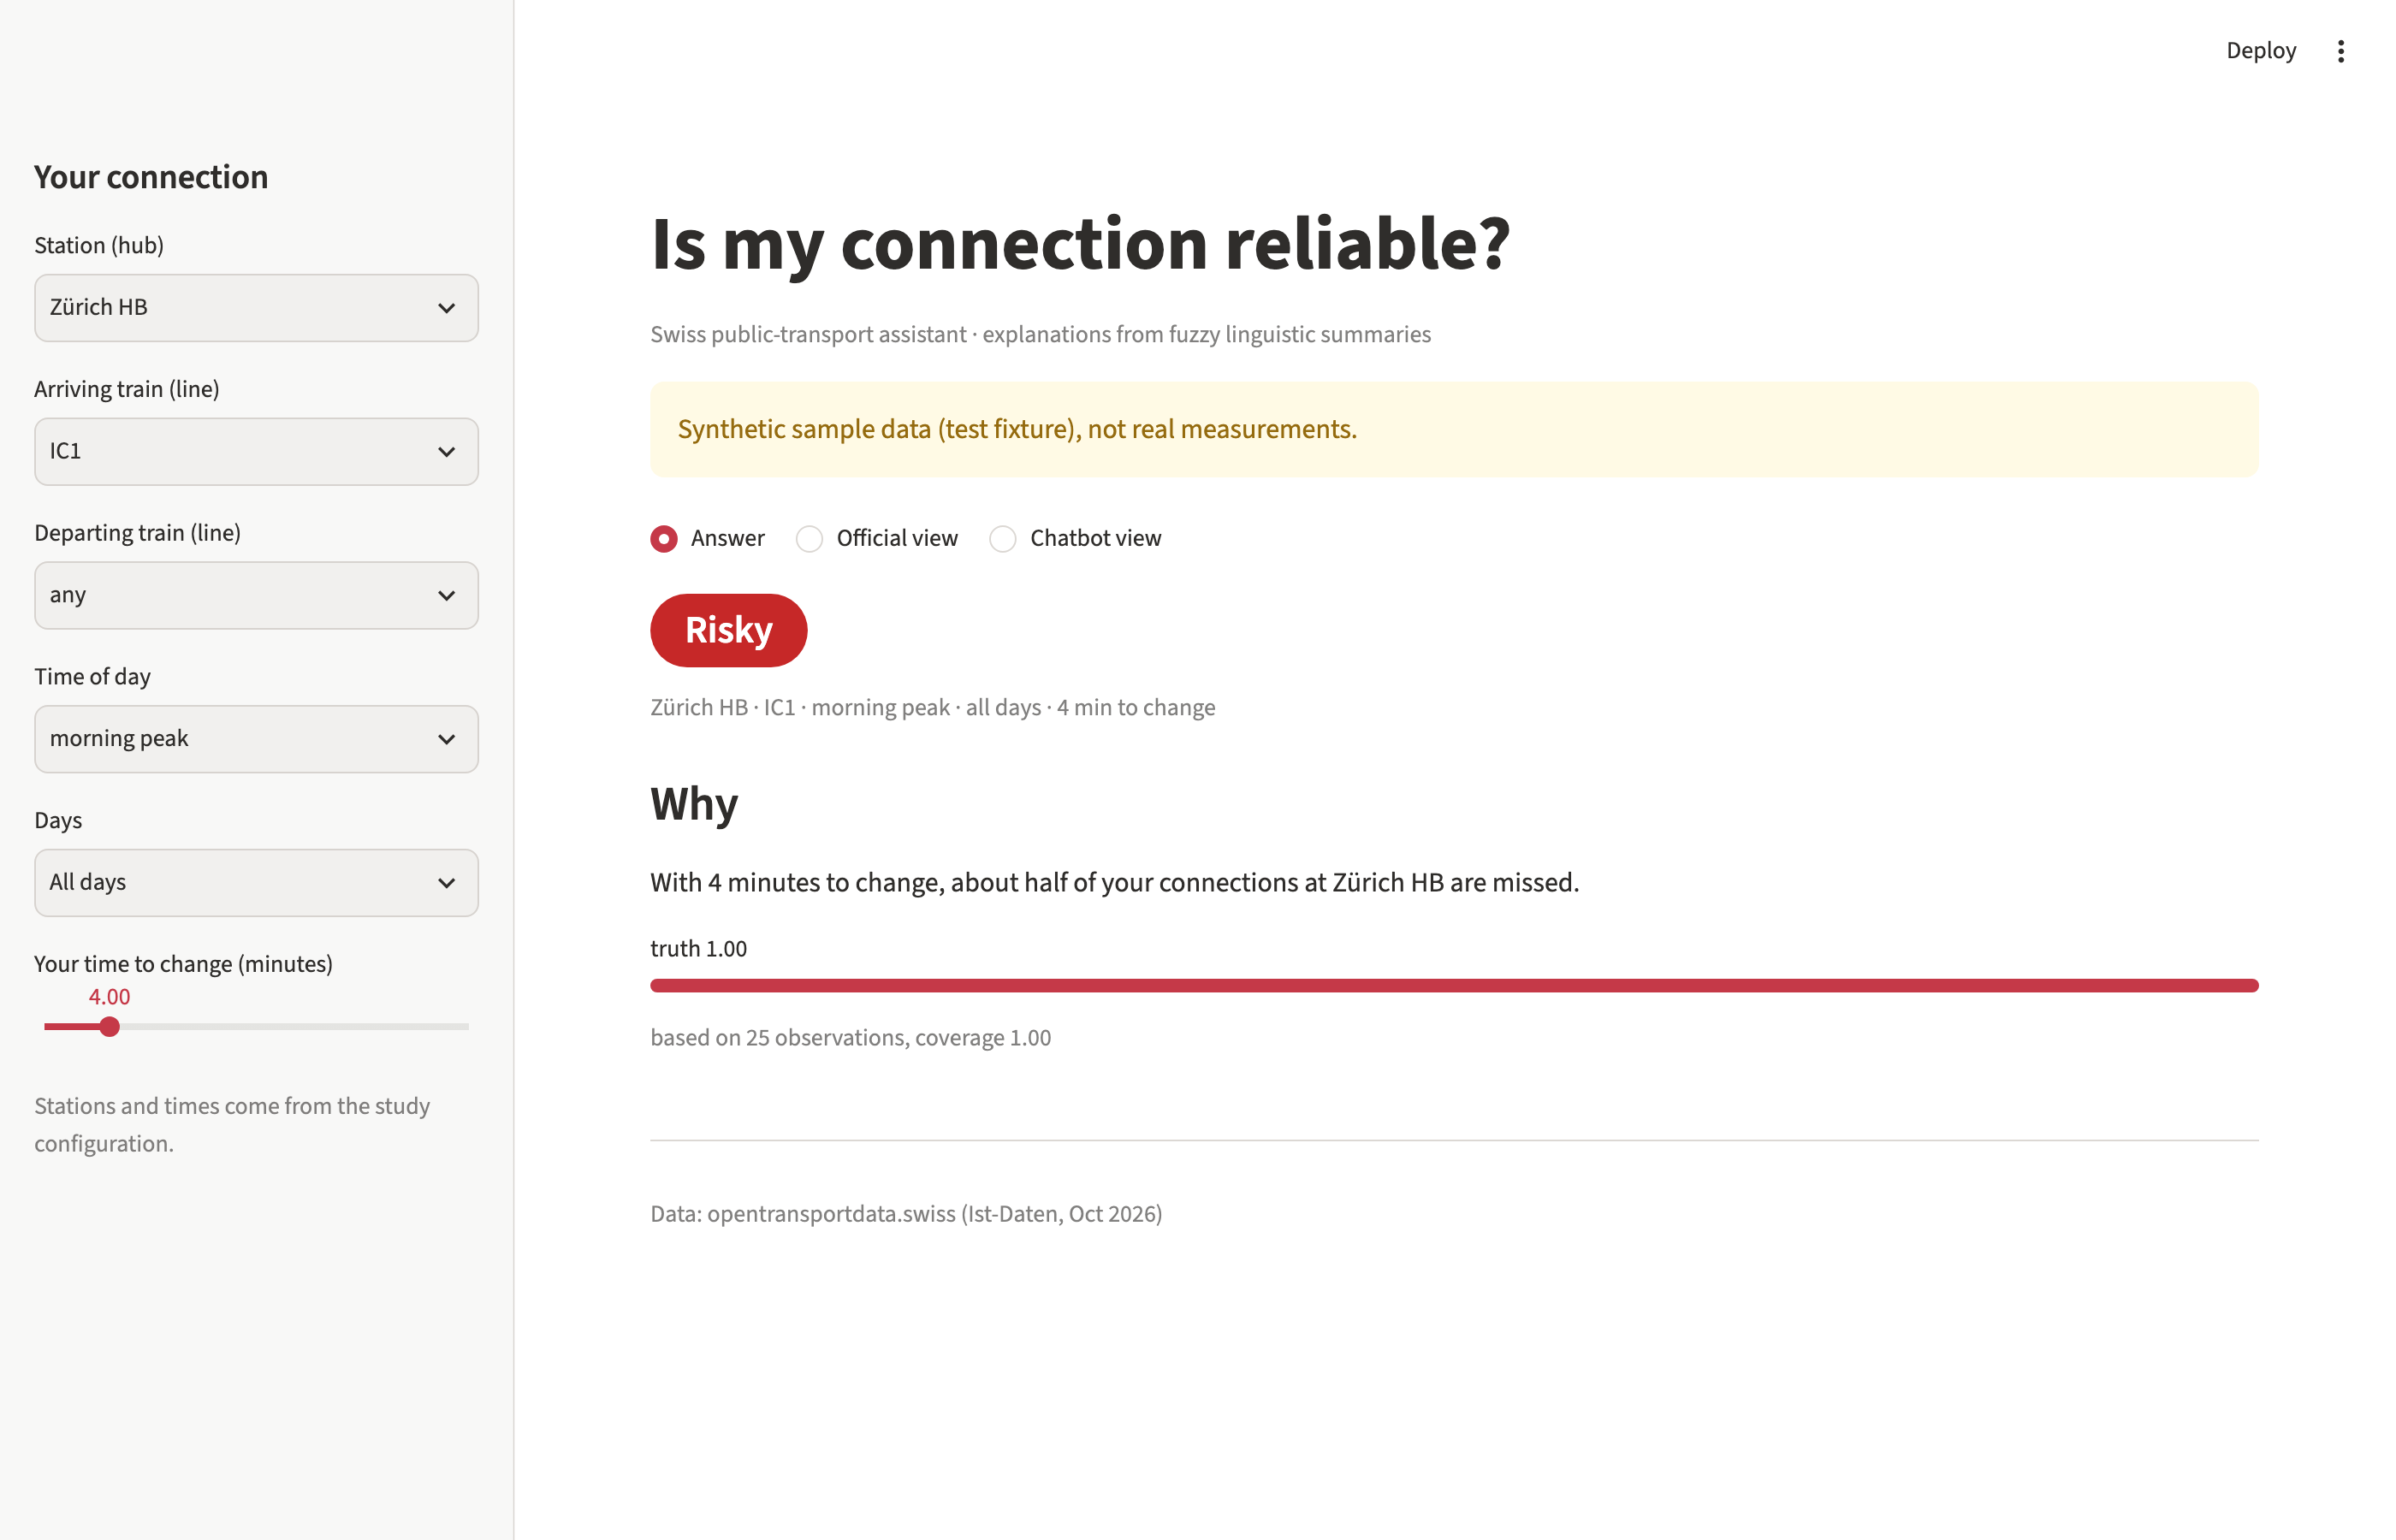 Deploy
Your connection
Station (hub)
Zürich HB
Arriving train (line)
IC1
Departing train (line)
any
Time of day
morning peak
Days
All days
Your time to change (minutes)
4.00
Stations and times come from the study
configuration.
Is my connection reliable?
Swiss public-transport assistant · explanations from fuzzy linguistic summaries
Synthetic sample data (test fixture), not real measurements.
Answer Official view Chatbot view
Risky
Zürich HB · IC1 · morning peak · all days · 4 min to change
Why
With 4 minutes to change, about half of your connections at Zürich HB are missed.
truth 1.00
based on 25 observations, coverage 1.00
Data: opentransportdata.swiss (Ist-Daten, Oct 2026)